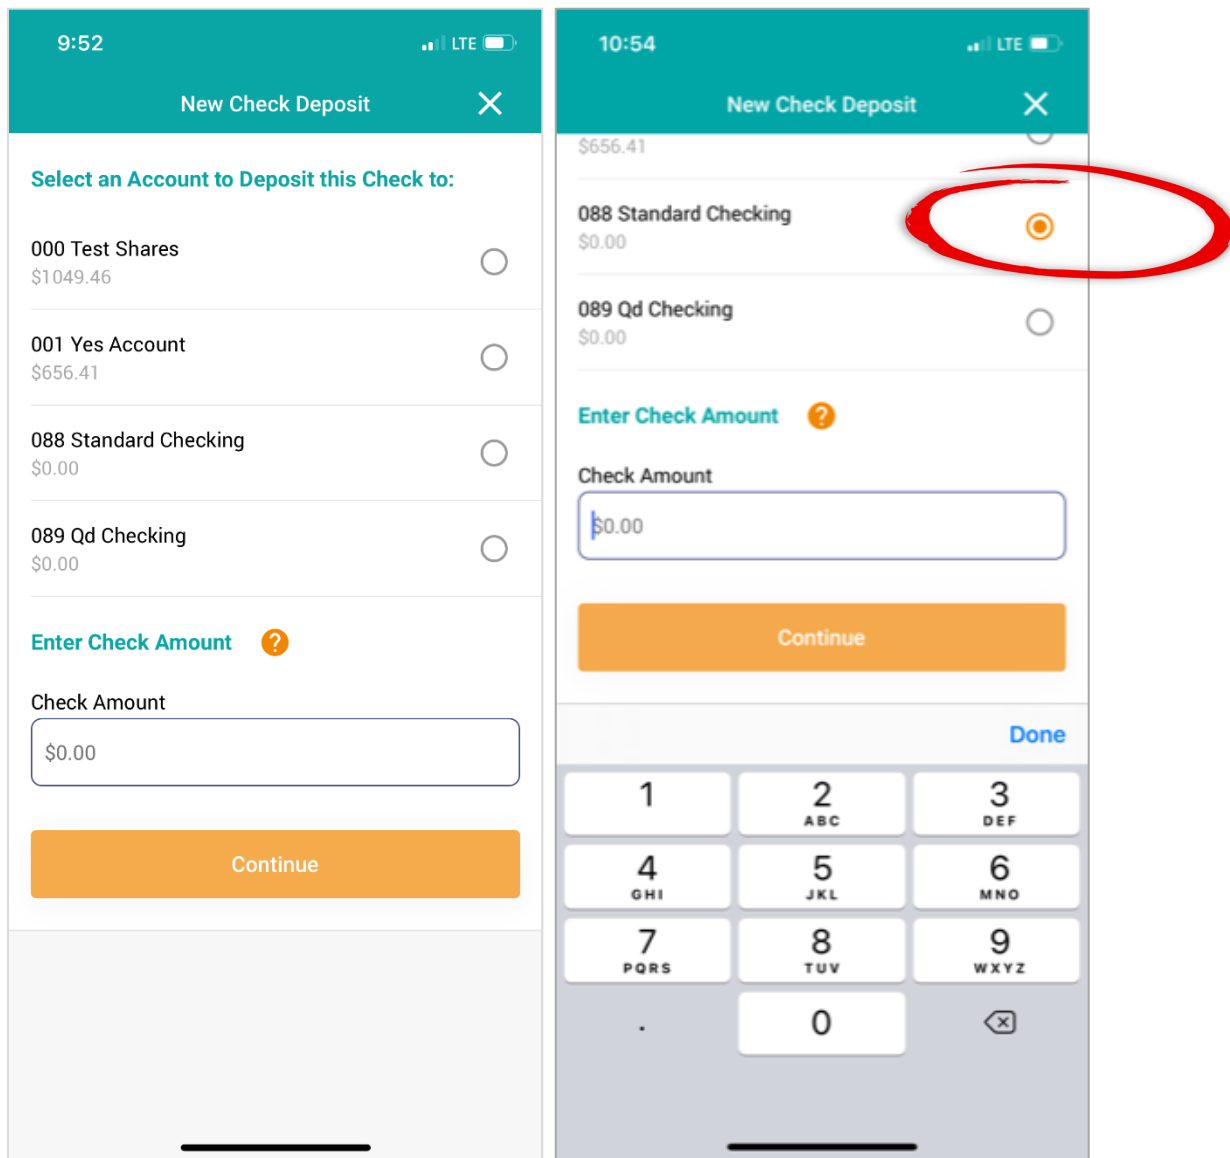 9:52
LTE
New Check Deposit
Select an Account to Deposit this Check to:
000 Test Shares
$1049.46
001 Yes Account
$656.41
088 Standard Checking
$0.00
089 Qd Checking
$0.00
Enter Check Amount ?
Check Amount
$0.00
Continue
10:54
LTE
New Check Deposit
$656.41
088 Standard Checking
$0.00
089 Qd Checking
$0.00
Enter Check Amount ?
Check Amount
$0.00
Continue
Done
1 2 3
ABC DEF
4 5 6
GHI JKL MNO
7 8 9
PQRS TUV WXYZ
. 0